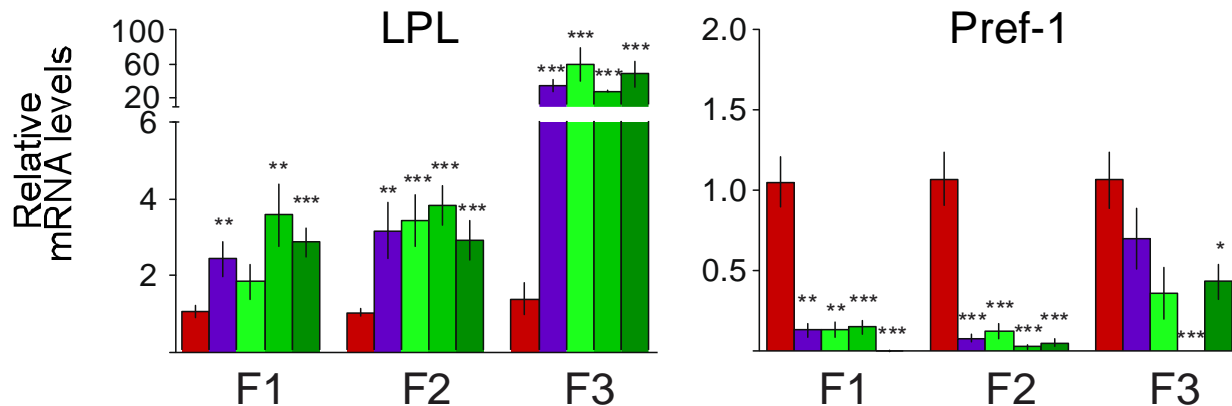 LPL
Pref-1
Relative
mRNA levels
100
60
20
6
4
2
** ** ***
** *** *** ***
*** *** *** ***
F1 F2 F3
2.0
1.5
1.0
0.5
** ** *** ***
*** *** *** ***
*** *
F1 F2 F3